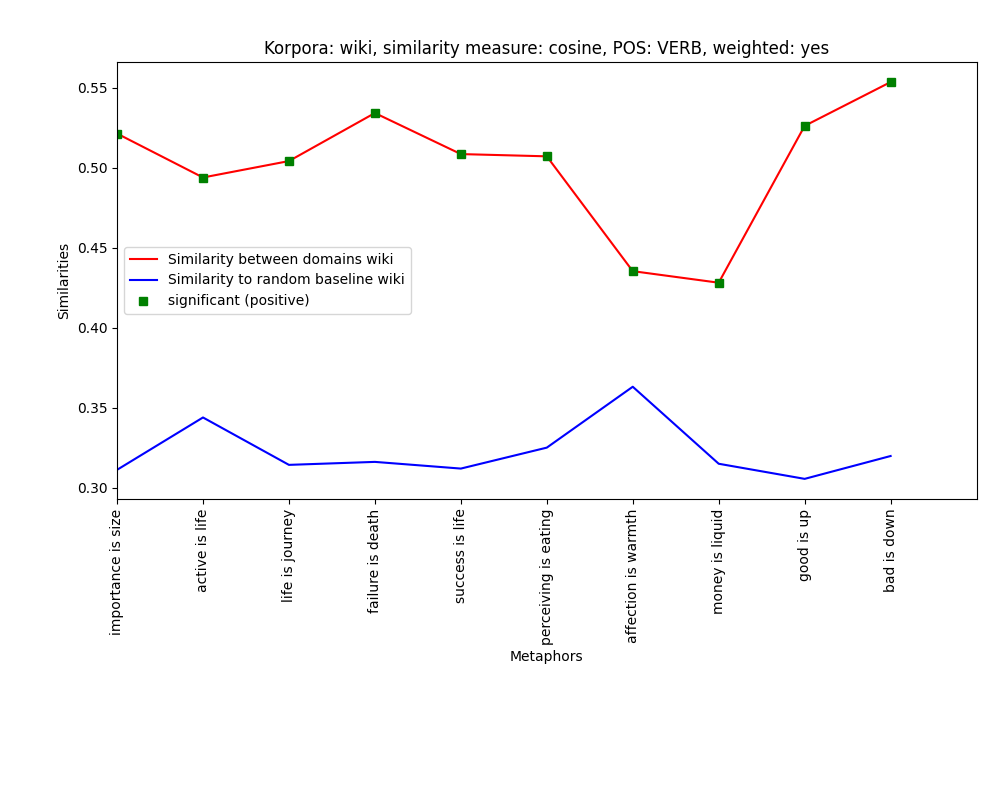 Korpora: wiki, similarity measure: cosine, POS: VERB, weighted: yes
0.55
0.50
0.45
0.40
0.35
0.30
Similarities
Similarity between domains wiki
Similarity to random baseline wiki
significant (positive)
importance is size
active is life
life is journey
failure is death
success is life
perceiving is eating
affection is warmth
money is liquid
good is up
bad is down
Metaphors